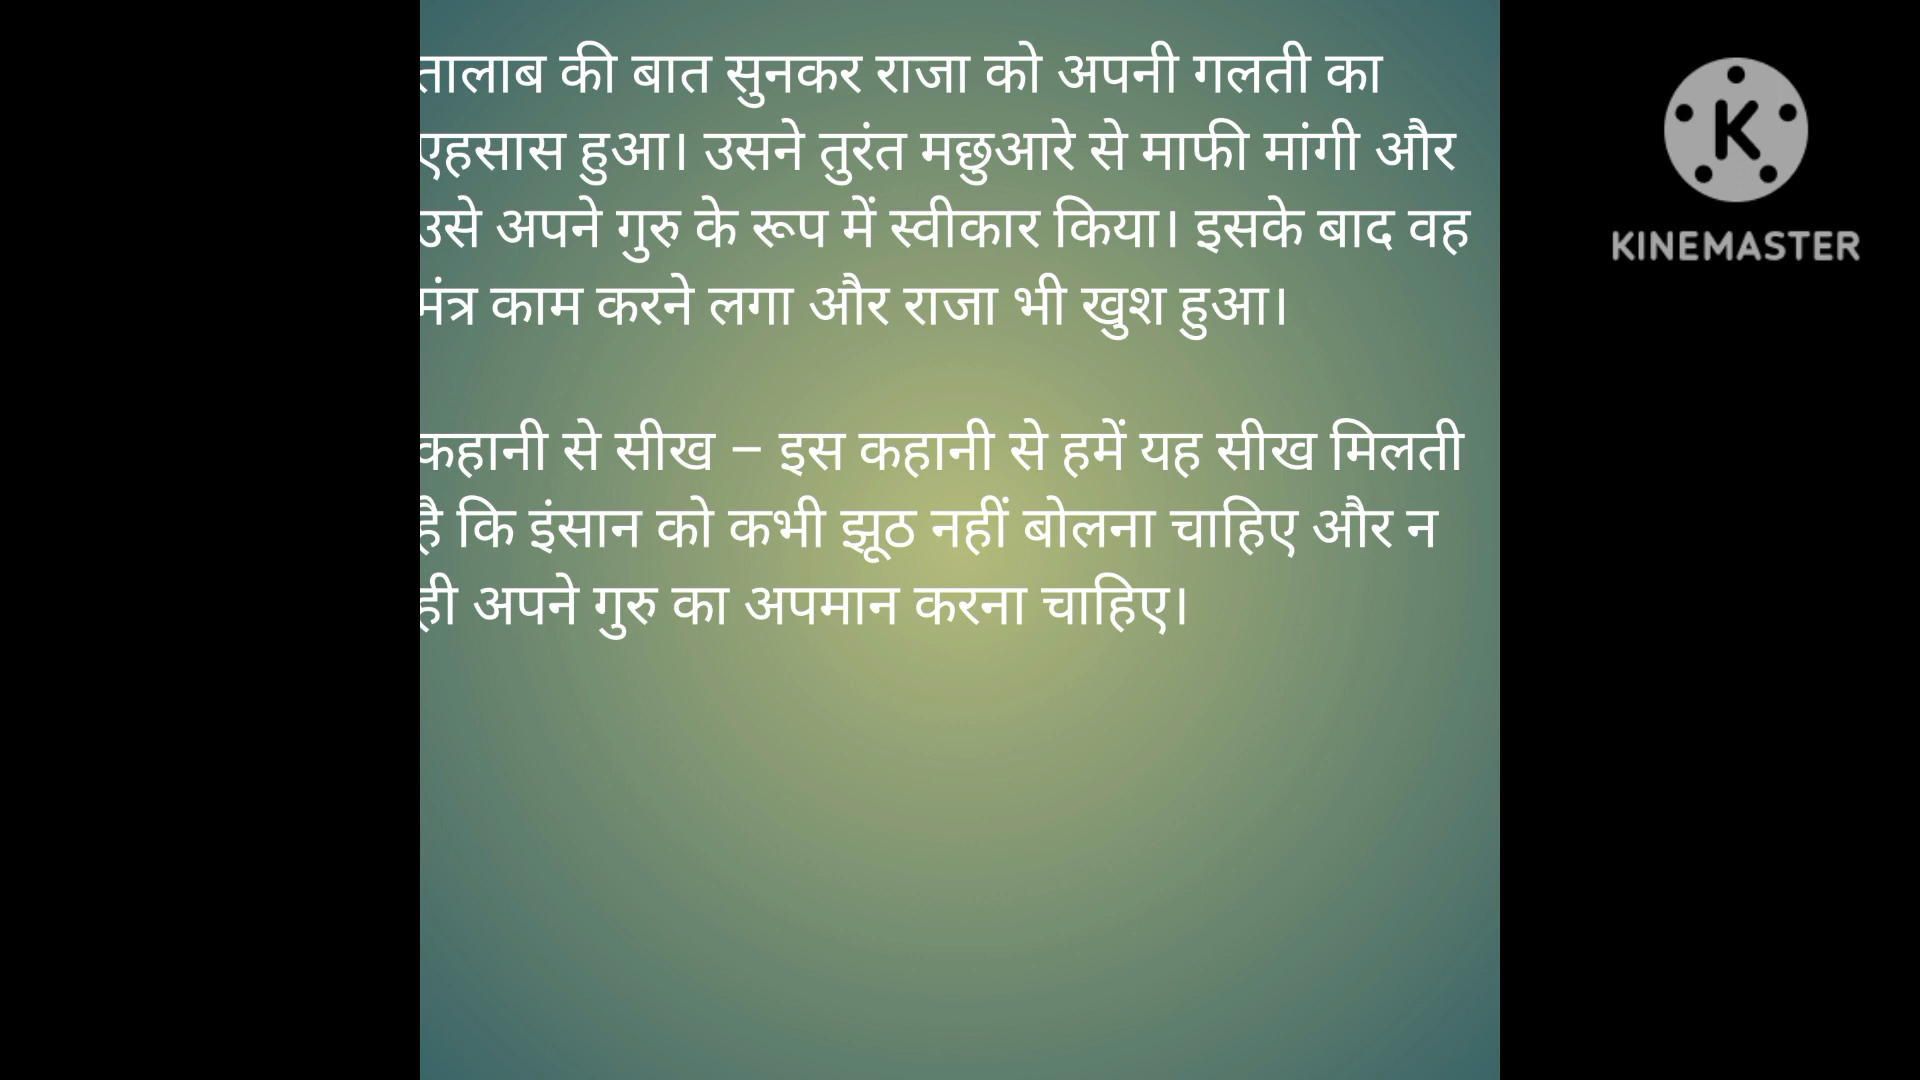 तालाब की बात सुनकर राजा को अपनी गलती का
एहसास हुआ। उसने तुरंत मछुआरे से माफी मांगी और
उसे अपने गुरु के रूप में स्वीकार किया। इसके बाद वह
मंत्र काम करने लगा और राजा भी खुश हुआ।
कहानी से सीख – इस कहानी से हमें यह सीख मिलती
है कि इंसान को कभी झूठ नहीं बोलना चाहिए और न
ही अपने गुरु का अपमान करना चाहिए।
K
KINEMASTER